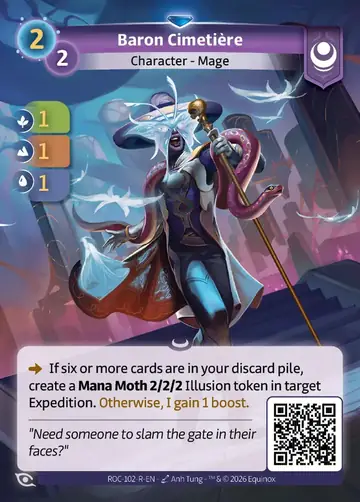 2
Baron Cimetière
2
Character - Mage
1
1
1
If six or more cards are in your discard pile,
create a Mana Moth 2/2/2 Illusion token in target
Expedition. Otherwise, I gain 1 boost.
"Need someone to slam the gate in their
faces?"
ROC-102-R-EN - Anh Tung - ™ & © 2026 Equinox